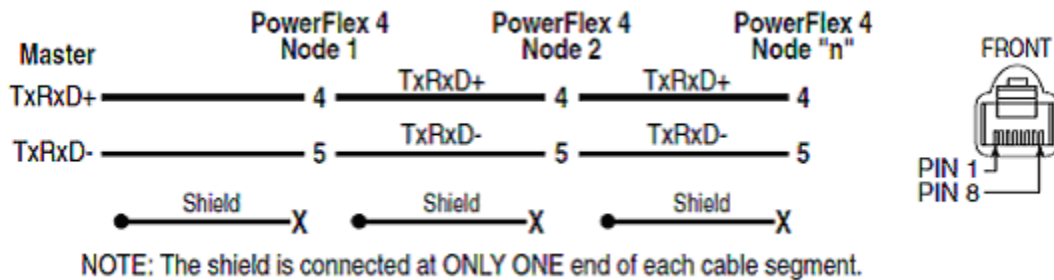 PowerFlex 4 PowerFlex 4 PowerFlex 4
Master Node 1 Node 2 Node "n" FRONT
TxRxD+ 4 TxRxD+ 4 TxRxD+ 4
TxRxD- 5 TxRxD- 5 TxRxD- 5
PIN 1
PIN 8
Shield X Shield X Shield X
NOTE: The shield is connected at ONLY ONE end of each cable segment.